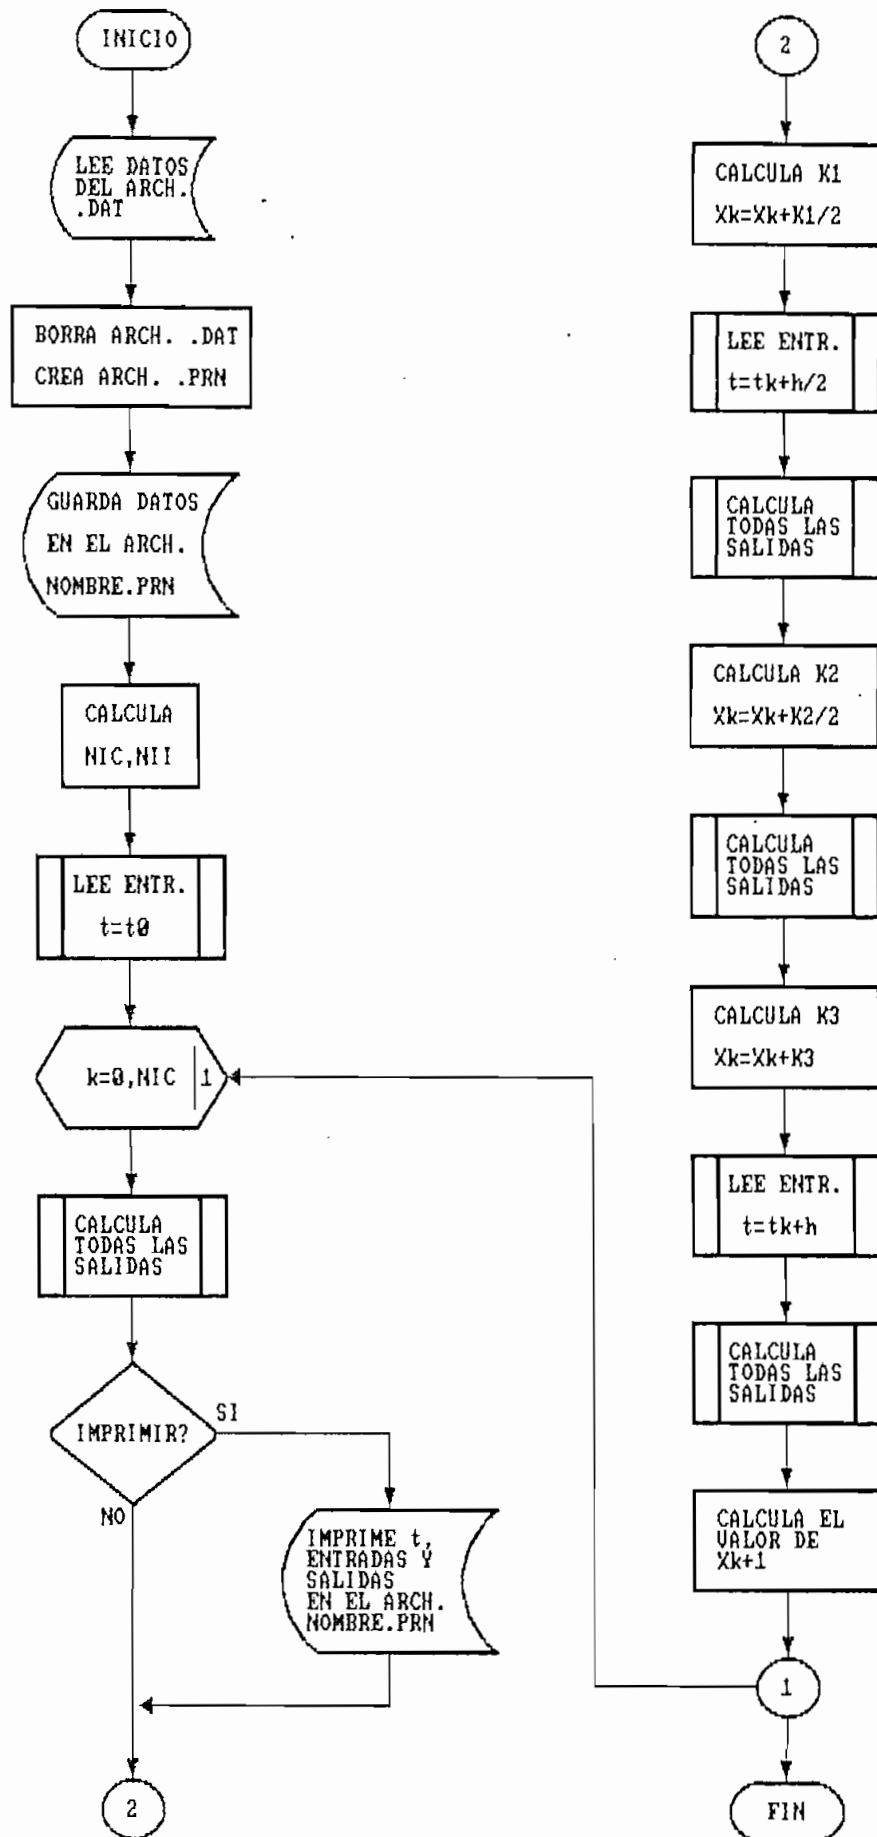 INICIO
LEE DATOS
DEL ARCH.
.DAT
BORRA ARCH. .DAT
CREA ARCH. .PRN
GUARDA DATOS
EN EL ARCH.
NOMBRE.PRN
CALCULA
NIC,NII
LEE ENTR.
t=t0
k=0,NIC 1
CALCULA
TODAS LAS
SALIDAS
IMPRIMIR?
SI
NO
IMPRIME t,
ENTRADAS Y
SALIDAS
EN EL ARCH.
NOMBRE.PRN
2
2
CALCULA K1
Xk=Xk+K1/2
LEE ENTR.
t=tk+h/2
CALCULA
TODAS LAS
SALIDAS
CALCULA K2
Xk=Xk+K2/2
CALCULA
TODAS LAS
SALIDAS
CALCULA K3
Xk=Xk+K3
LEE ENTR.
t=tk+h
CALCULA
TODAS LAS
SALIDAS
CALCULA EL
VALOR DE
Xk+1
1
FIN